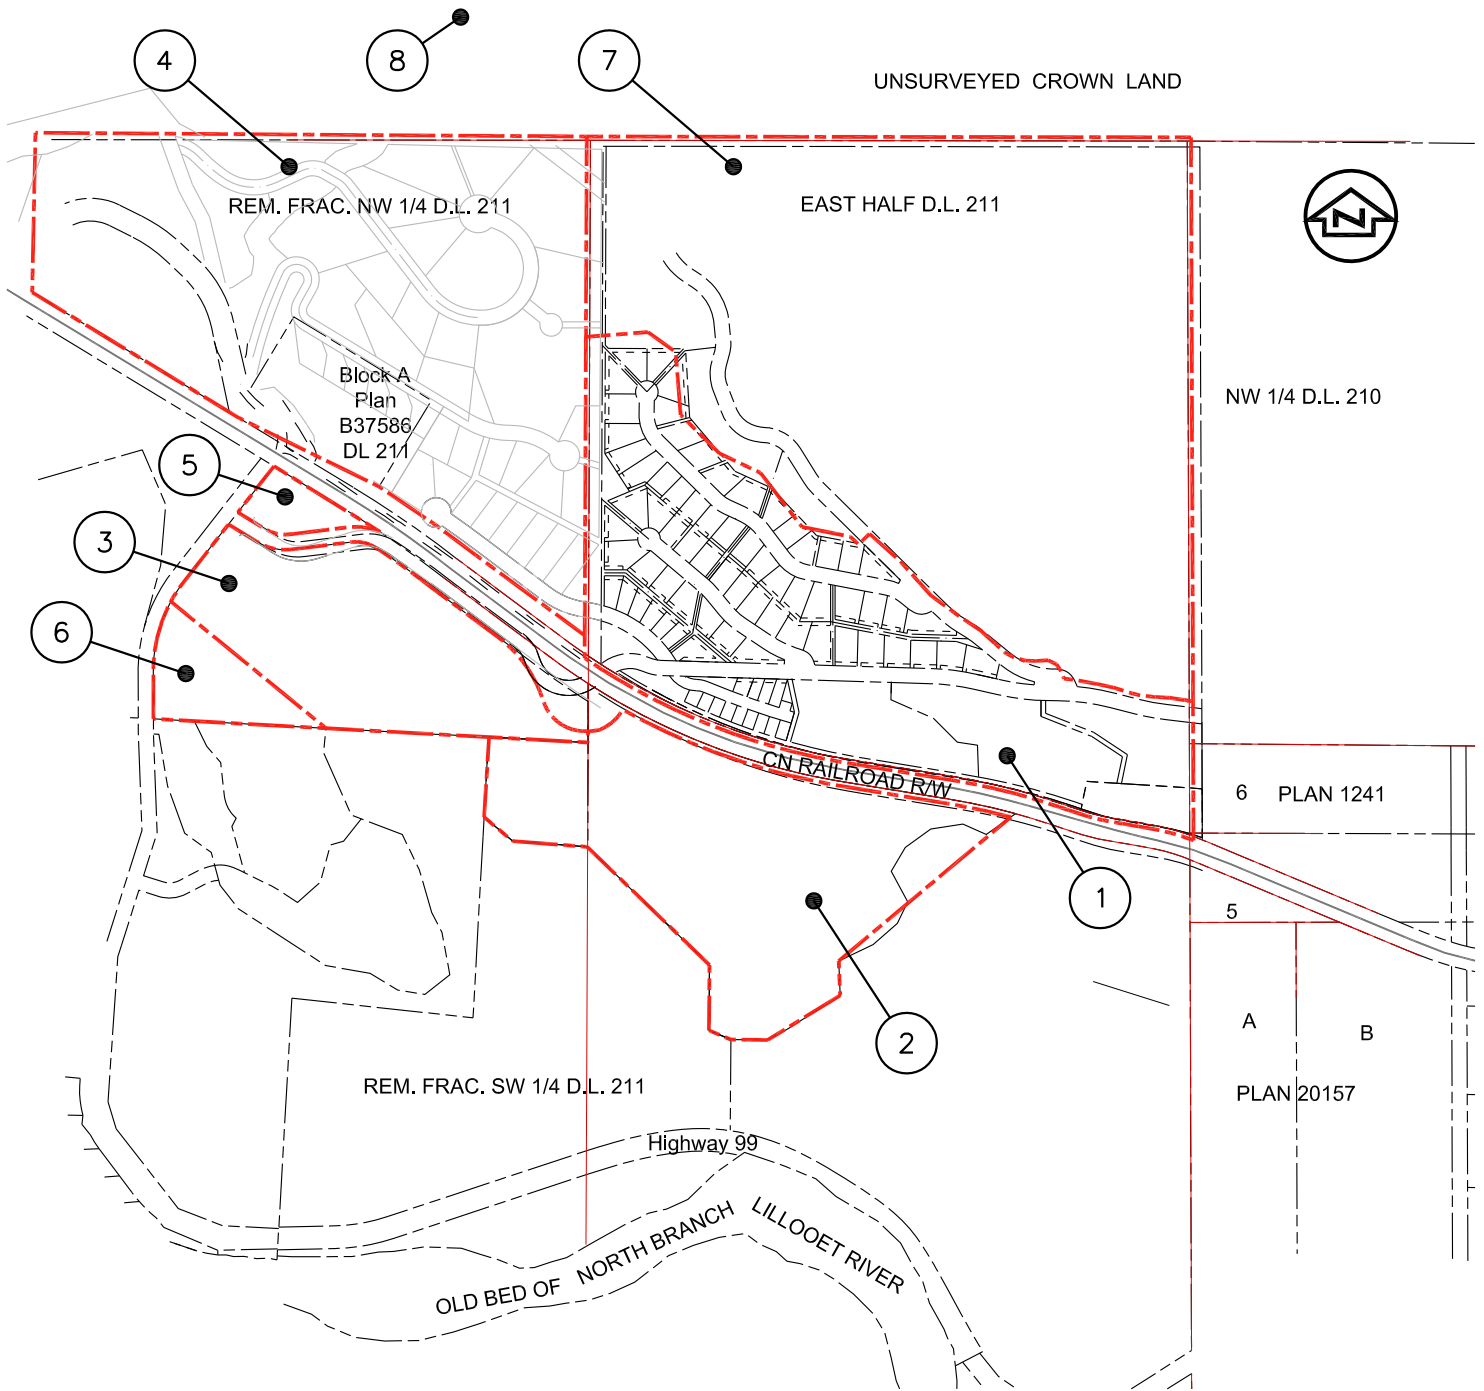 8
4
7
UNSURVEYED CROWN LAND
REM. FRAC. NW 1/4 D.L. 211
EAST HALF D.L. 211
N
Block A
Plan
B37586
DL 211
NW 1/4 D.L. 210
5
3
6
CN RAILROAD R/W
6 PLAN 1241
1
5
2
A
B
REM. FRAC. SW 1/4 D.L. 211
PLAN 20157
Highway 99
OLD BED OF NORTH BRANCH LILLOOET RIVER